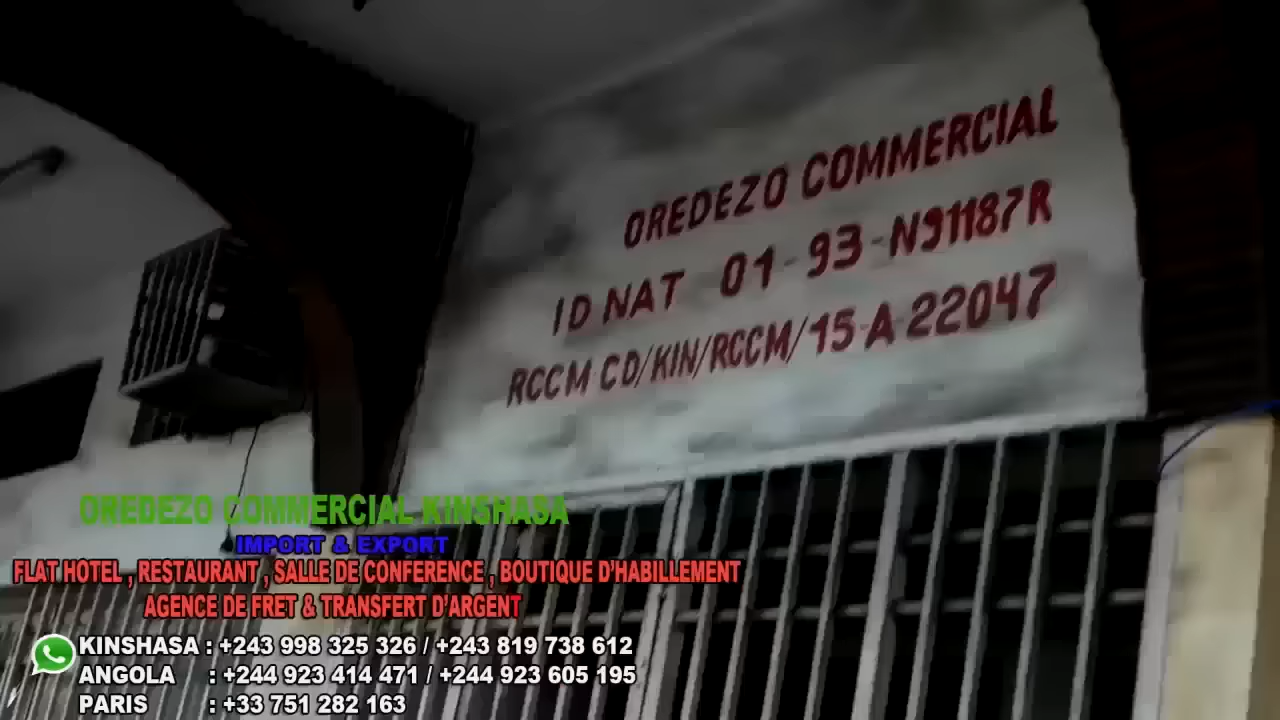 OREDEZO COMMERCIAL
ID NAT 01-93-N91187R
RCCM CD/KIN/RCCM/15-A 22047
OREDEZO COMMERCIAL KINSHASA
IMPORT & EXPORT
FLAT HOTEL , RESTAURANT , SALLE DE CONFERENCE , BOUTIQUE D'HABILLEMENT
AGENCE DE FRET & TRANSFERT D'ARGENT
KINSHASA : +243 998 325 326 / +243 819 738 612
ANGOLA : +244 923 414 471 / +244 923 605 195
PARIS : +33 751 282 163